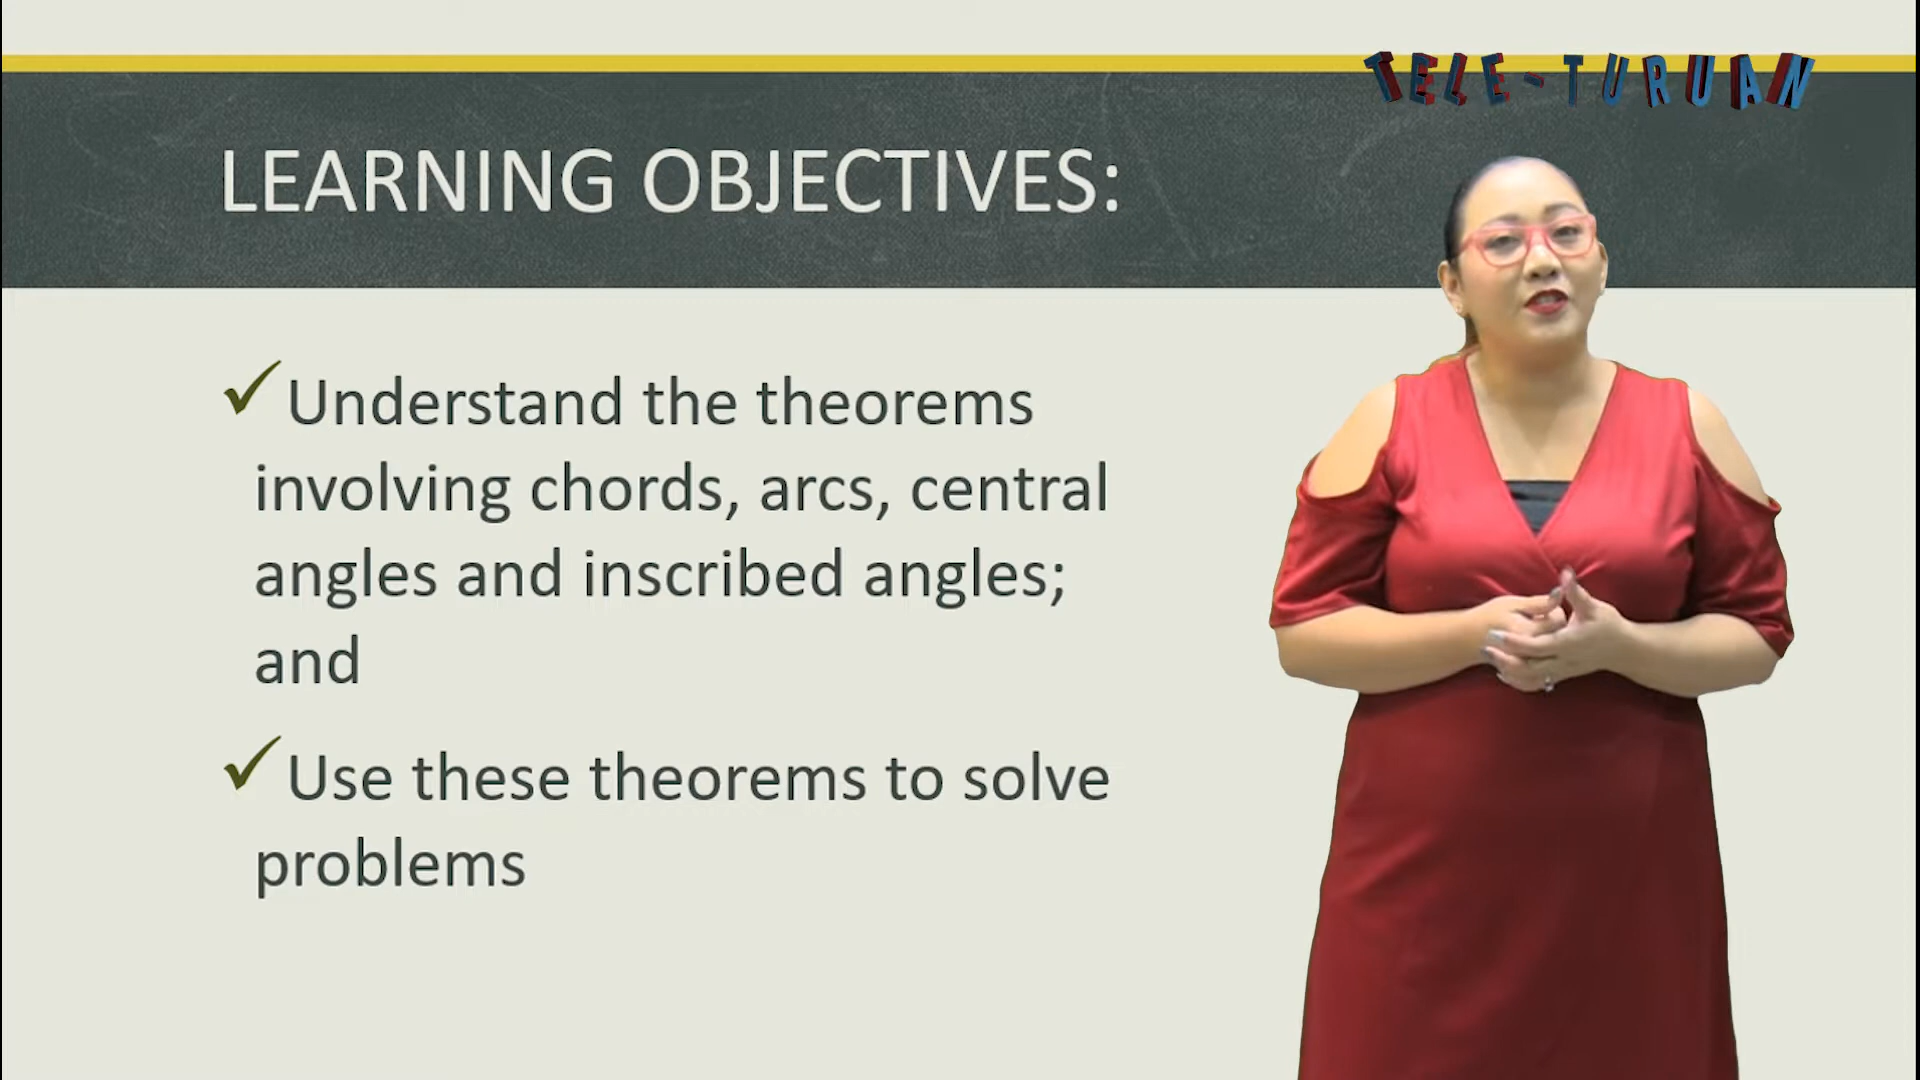 TELE-TURUAN
LEARNING OBJECTIVES:
✓Understand the theorems
involving chords, arcs, central
angles and inscribed angles;
and
✓Use these theorems to solve
problems